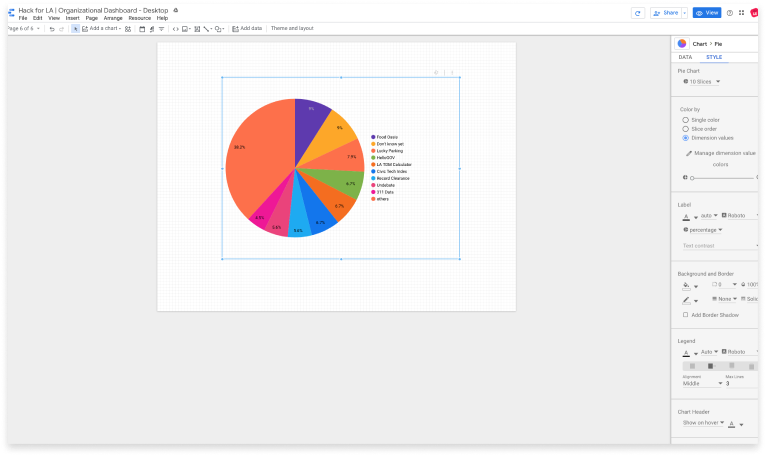 Hack for LA | Organizational Dashboard - Desktop
File Edit View Insert Page Arrange Resource Help
Share
View
Page 6 of 6
Add a chart
Add data
Theme and layout
Chart > Pie
DATA
STYLE
Pie Chart
10 Slices
Color by
Single color
Slice order
Dimension values
Manage dimension value
colors
Label
auto
Roboto
percentage
Text contrast
Background and Border
0
100%
None
Solid
Add Border Shadow
Legend
Auto
Roboto
Alignment
Max Lines
Middle
3
Chart Header
Show on hover
9%
9%
7.9%
6.7%
6.7%
6.7%
5.6%
5.6%
4.5%
38.2%
Food Oasis
Don't know yet
Lucky Parking
HelloGOV
LA TDM Calculator
Civic Tech Index
Record Clearance
Undebate
311 Data
others